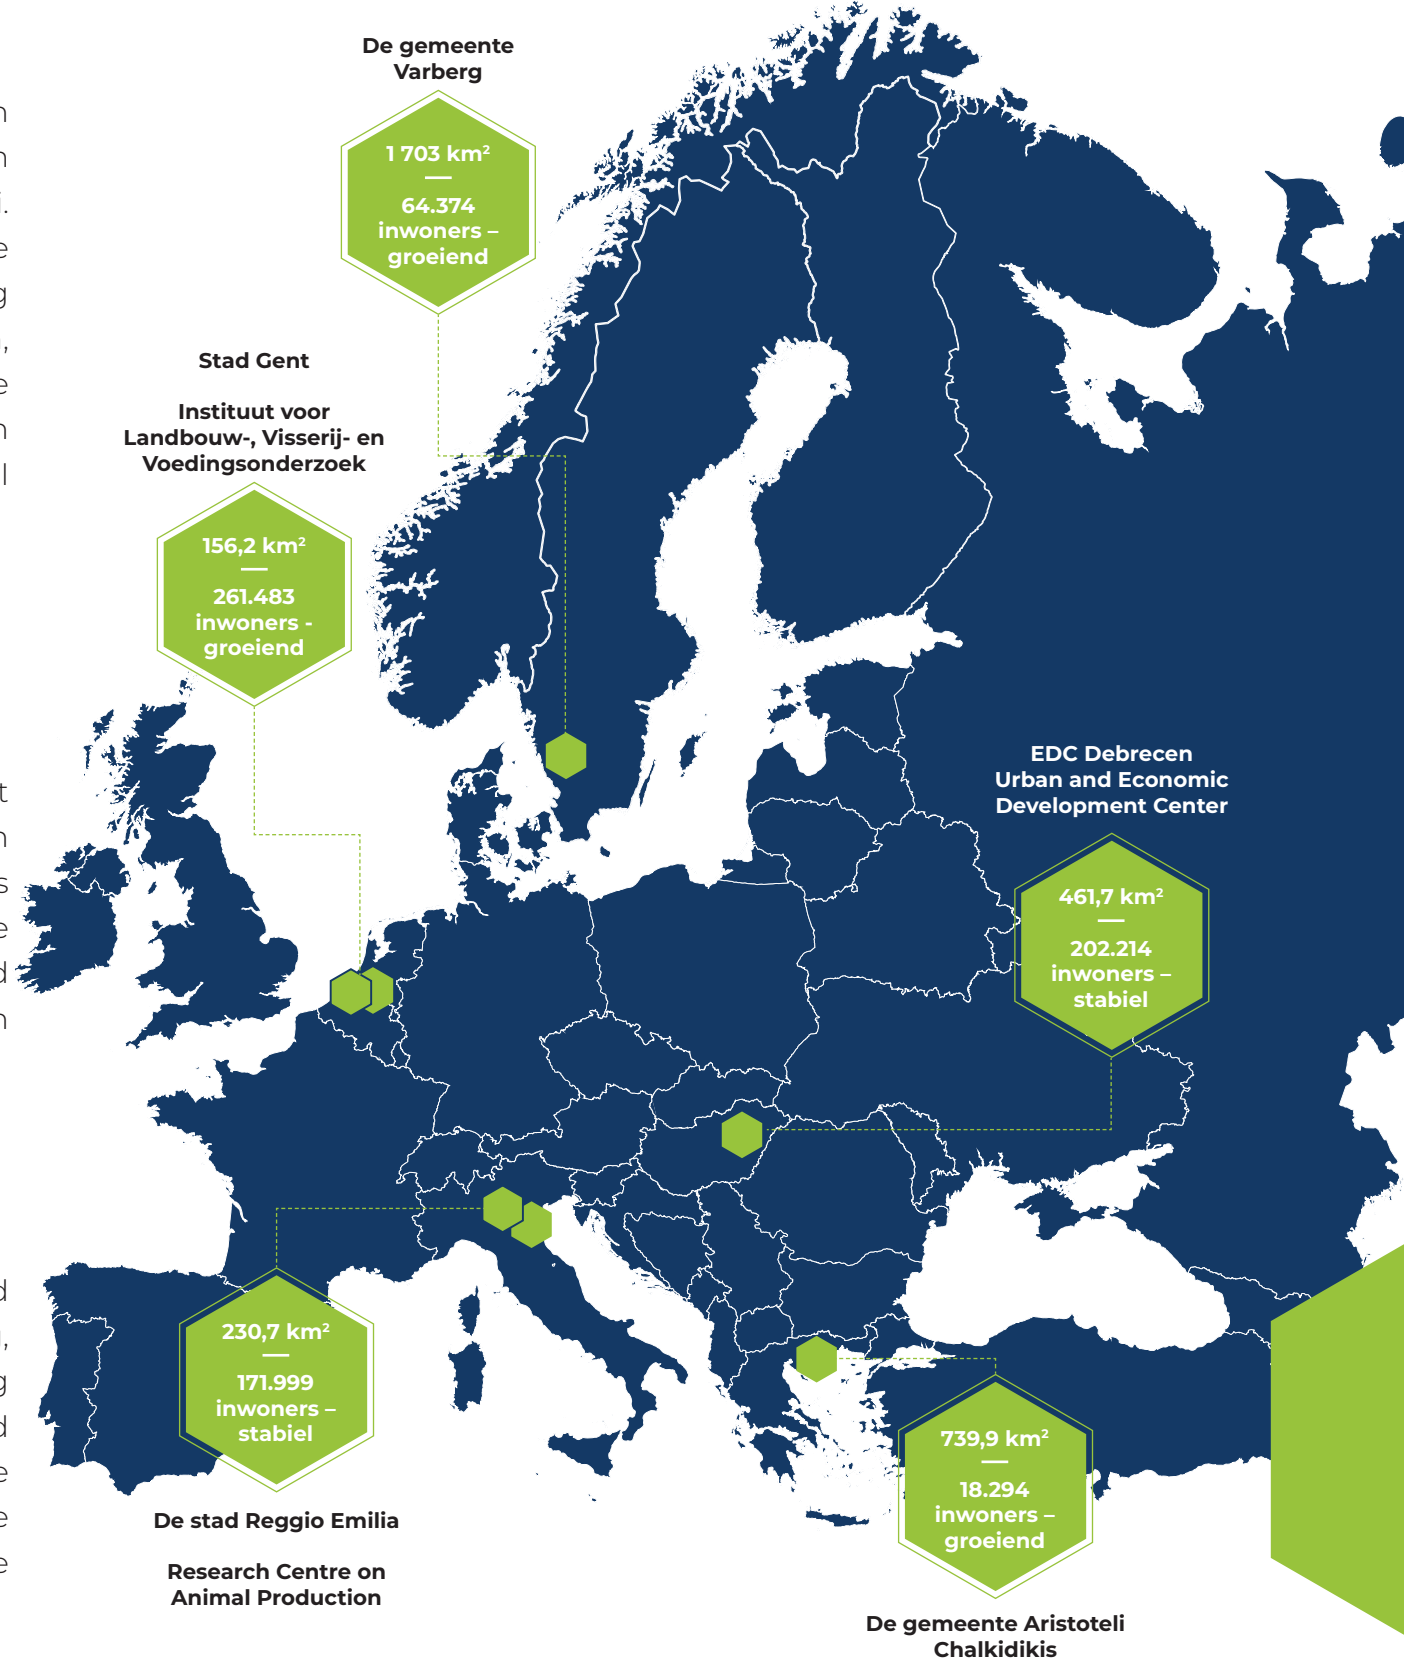 De gemeente
Varberg
1 703 km²
64.374
inwoners –
groeiend
Stad Gent
Instituut voor
Landbouw-, Visserij- en
Voedingsonderzoek
156,2 km²
261.483
inwoners -
groeiend
EDC Debrecen
Urban and Economic
Development Center
461,7 km²
202.214
inwoners –
stabiel
230,7 km²
171.999
inwoners –
stabiel
De stad Reggio Emilia
Research Centre on
Animal Production
739,9 km²
18.294
inwoners –
groeiend
De gemeente Aristoteli
Chalkidikis